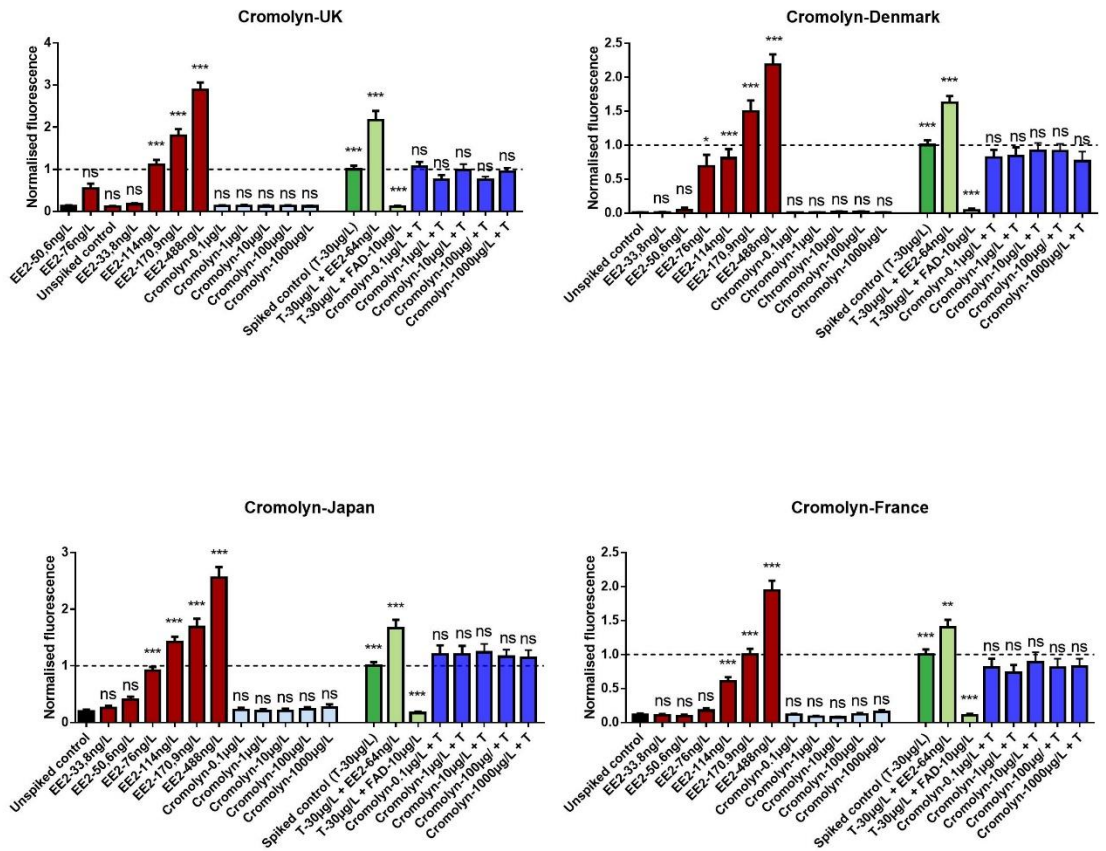 Cromolyn-UK
Normalised fluorescence
4
3
2
1
0
ns
ns
ns
***
***
***
ns
ns
ns
ns
ns
***
***
***
ns
ns
ns
ns
ns
EE2-50.6ng/L
EE2-76ng/L
Unspiked control
EE2-33,8ng/L
EE2-114ng/L
EE2-170.9ng/L
EE2-488ng/L
Cromolyn-0.1µg/L
Cromolyn-1µg/L
Cromolyn-10µg/L
Cromolyn-100µg/L
Cromolyn-1000µg/L
Spiked control (T-30µg/L)
T-30µg/L + EE2-64ng/L
T-30µg/L + FAD-10µg/L
Cromolyn-0.1µg/L + T
Cromolyn-1µg/L + T
Cromolyn-10µg/L + T
Cromolyn-100µg/ + T
Cromolyn-1000µg/L + T
Cromolyn-Denmark
Normalised fluorescence
2.5
2.0
1.5
1.0
0.5
0.0
ns
ns
*
***
***
***
ns
ns
ns
ns
ns
***
***
***
ns
ns
ns
ns
ns
Unspiked control
EE2-33,8ng/L
EE2-50.6ng/L
EE2-76ng/L
EE2-114ng/L
EE2-170.9ng/L
EE2-488ng/L
Chromolyn-0.1µg/L
Chromolyn-1µg/L
Chromolyn-10µg/L
Chromolyn-100µg/L
Chromolyn-1000µg/L
Spiked control (T-30µg/L)
T-30µg/L + EE2-64ng/L
T-30µg/L + FAD-10µg/L
Cromolyn-0.1µg/L + T
Cromolyn-1µg/L + T
Cromolyn-10µg/L + T
Cromolyn-100µg/ + T
Cromolyn-1000µg/L + T
Cromolyn-Japan
Normalised fluorescence
3
2
1
0
ns
ns
***
***
***
***
ns
ns
ns
ns
ns
***
***
***
ns
ns
ns
ns
ns
Unspiked control
EE2-33,8ng/L
EE2-50.6ng/L
EE2-76ng/L
EE2-114ng/L
EE2-170.9ng/L
EE2-488ng/L
Cromolyn-0.1µg/L
Cromolyn-1µg/L
Cromolyn-10µg/L
Cromolyn-100µg/L
Cromolyn-1000µg/L
Spiked control (T-30µg/L)
T-30µg/L + EE2-64ng/L
T-30µg/L + FAD-10µg/L
Cromolyn-0.1µg/L + T
Cromolyn-1µg/L + T
Cromolyn-10µg/L + T
Cromolyn-100µg/ + T
Cromolyn-1000µg/L + T
Cromolyn-France
Normalised fluorescence
2.5
2.0
1.5
1.0
0.5
0.0
ns
ns
ns
***
***
***
ns
ns
ns
ns
ns
***
**
***
ns
ns
ns
ns
ns
Unspiked control
EE2-33,8ng/L
EE2-50.6ng/L
EE2-76ng/L
EE2-114ng/L
EE2-170.9ng/L
EE2-488ng/L
Cromolyn-0.1µg/L
Cromolyn-1µg/L
Cromolyn-10µg/L
Cromolyn-100µg/L
Cromolyn-1000µg/L
Spiked control (T-30µg/L)
T-30µg/L + EE2-64ng/L
T-30µg/L + FAD-10µg/L
Cromolyn-0.1µg/L + T
Cromolyn-1µg/L + T
Cromolyn-10µg/L + T
Cromolyn-100µg/ + T
Cromolyn-1000µg/L + T